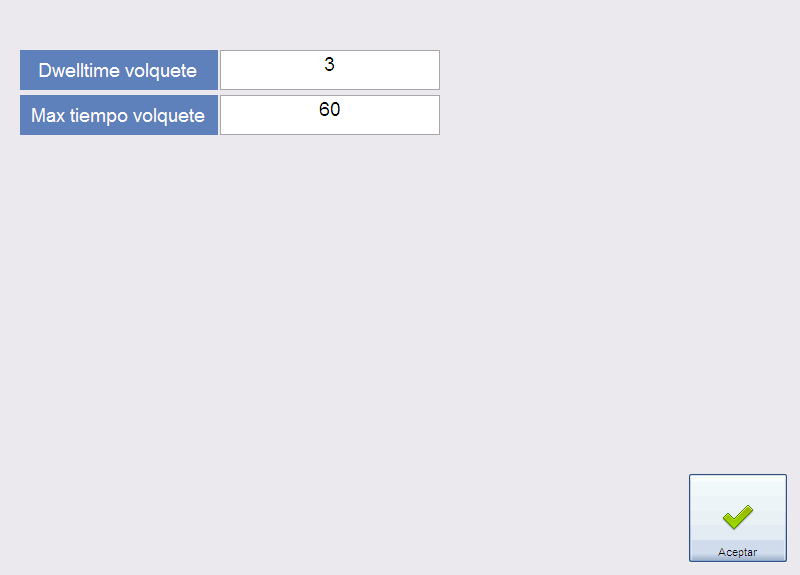 Dwelltime volquete
3
Max tiempo volquete
60
Aceptar